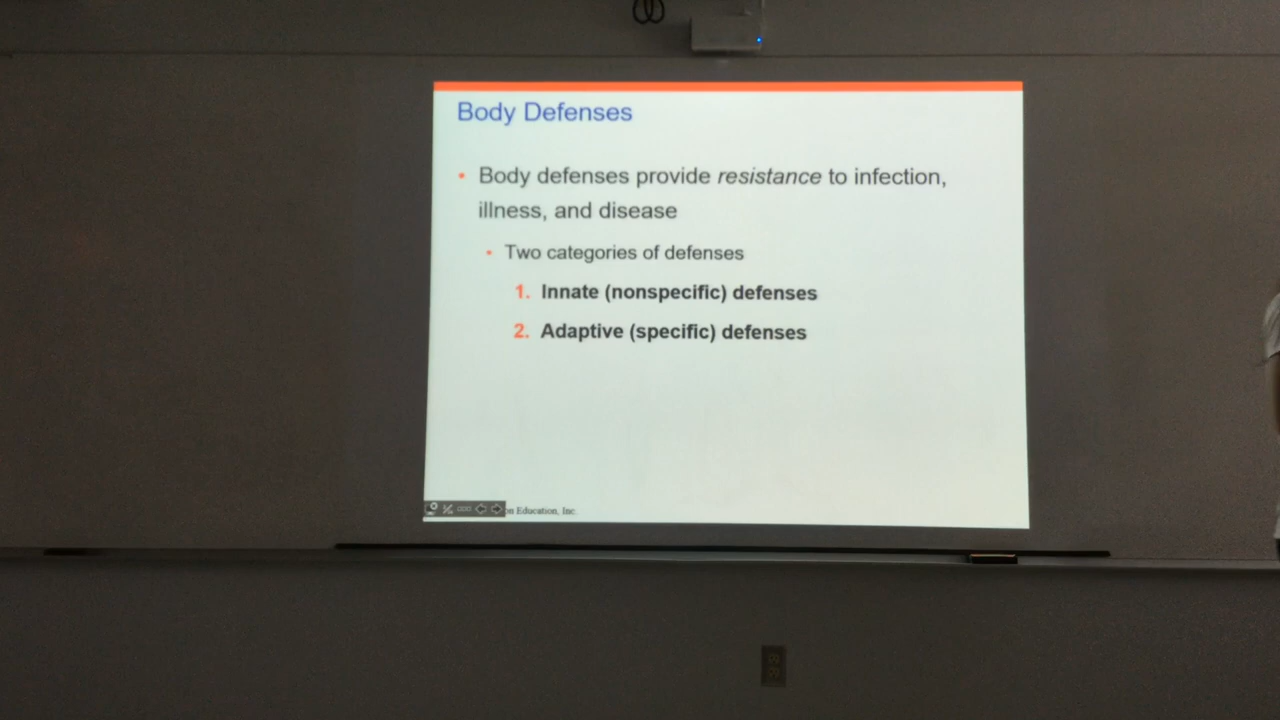 Body Defenses
• Body defenses provide resistance to infection,
illness, and disease
• Two categories of defenses
1. Innate (nonspecific) defenses
2. Adaptive (specific) defenses
Education, Inc.